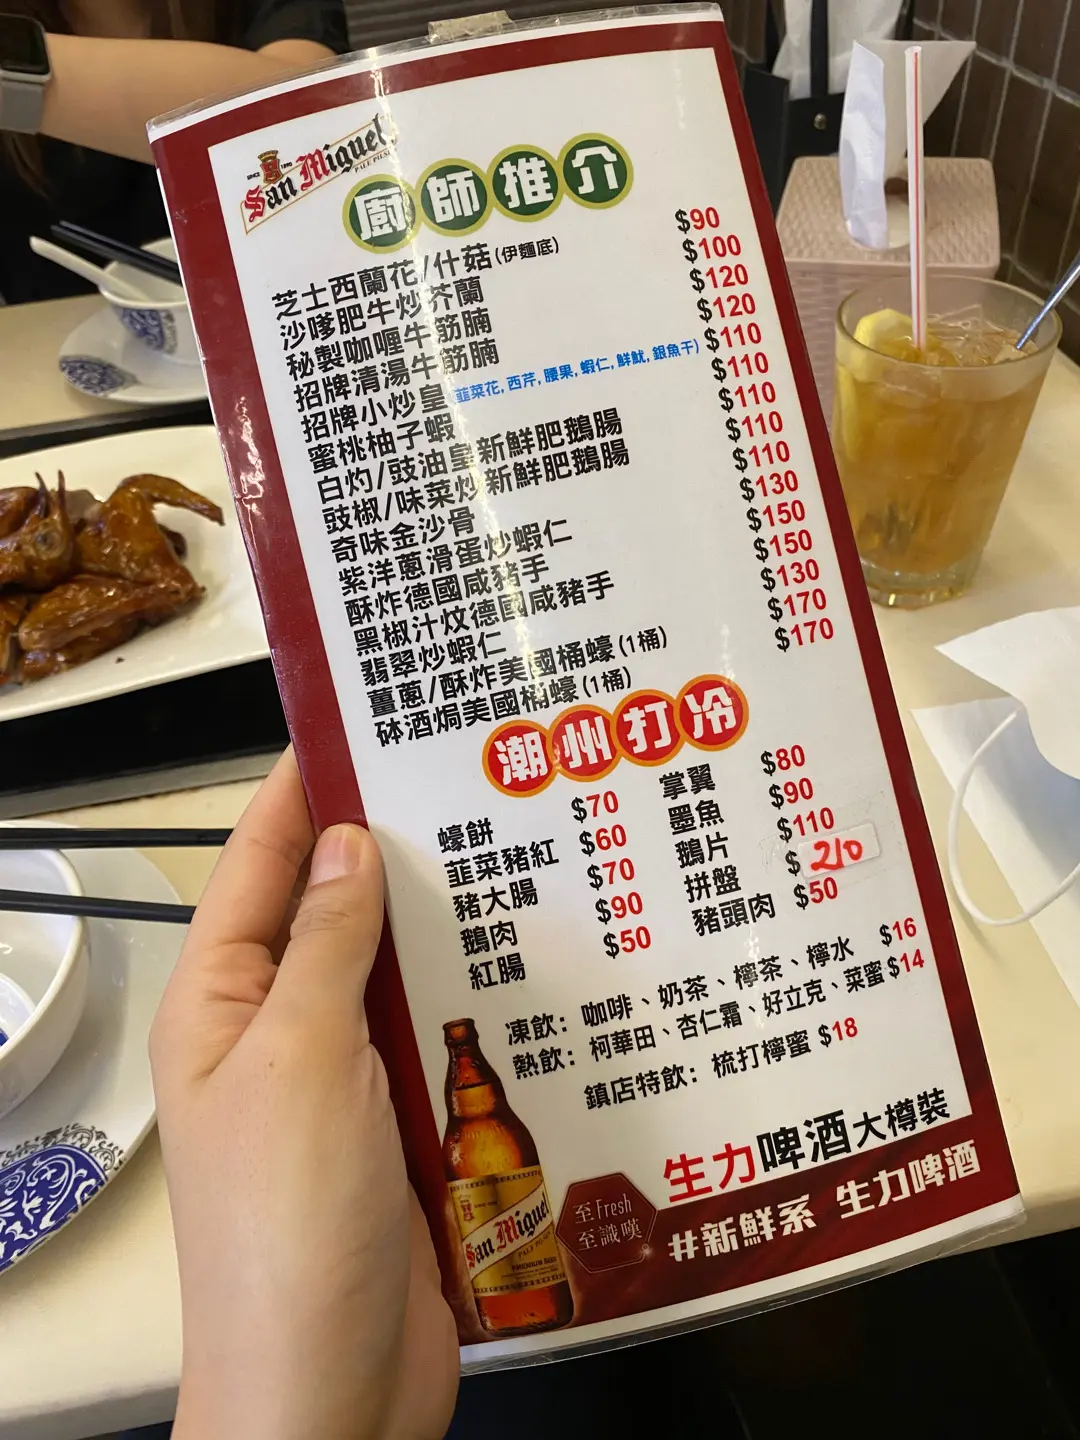 SINCE 1890
San Miguel
PALE PILSEN
廚師推介
芝士西蘭花/什菇(伊麵底) $90
沙嗲肥牛炒芥蘭 $100
秘製咖喱牛筋腩 $120
招牌清湯牛筋腩 $120
招牌小炒皇(韮菜花, 西芹, 腰果, 蝦仁, 鮮魷, 銀魚干) $110
蜜桃柚子蝦 $110
白灼/豉油皇新鮮肥鵝腸 $110
豉椒/味菜炒新鮮肥鵝腸 $110
奇味金沙骨 $110
紫洋蔥滑蛋炒蝦仁 $130
酥炸德國咸豬手 $150
黑椒汁炆德國咸豬手 $150
翡翠炒蝦仁 $130
薑蔥/酥炸美國桶蠔(1桶) $170
砵酒焗美國桶蠔(1桶) $170
潮州打冷
蠔餅 $70 掌翼 $80
韮菜豬紅 $60 墨魚 $90
豬大腸 $70 鵝片 $110
鵝肉 $90 拼盤 $210
紅腸 $50 豬頭肉 $50
凍飲：咖啡、奶茶、檸茶、檸水 $16
熱飲：柯華田、杏仁霜、好立克、菜蜜 $14
鎮店特飲：梳打檸蜜 $18
生力啤酒大樽裝
至Fresh
至識嘆
#新鮮系 生力啤酒
San Miguel
PALE PILSEN